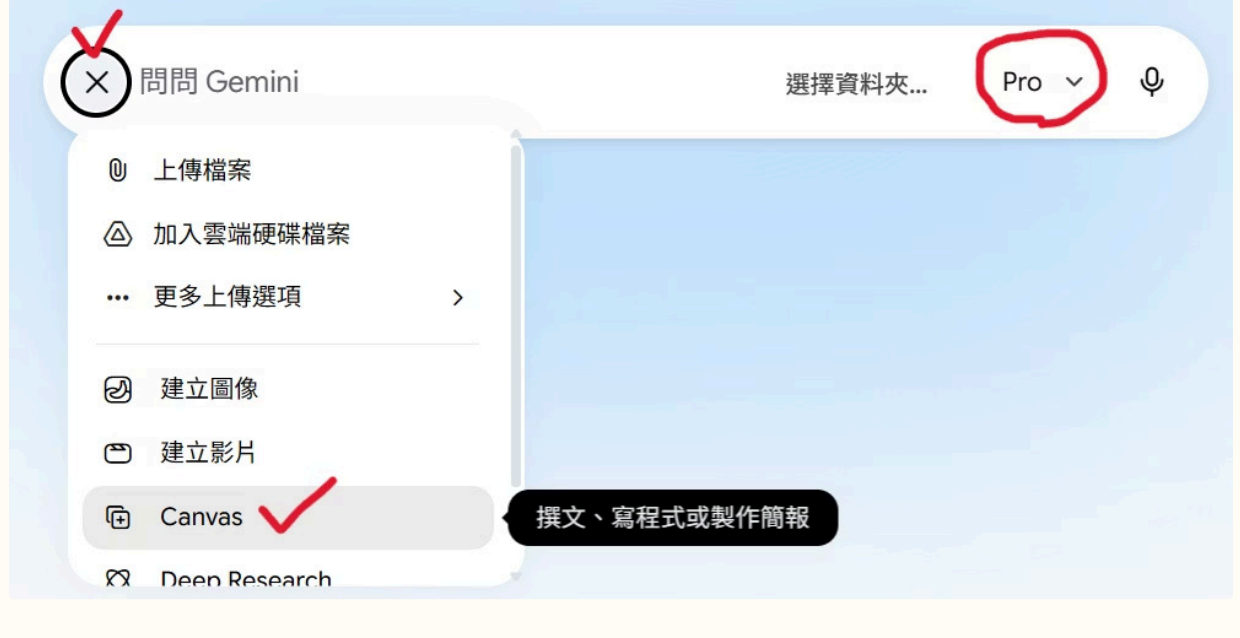 問問 Gemini
選擇資料夾...
Pro
上傳檔案
加入雲端硬碟檔案
更多上傳選項
建立圖像
建立影片
Canvas
撰文、寫程式或製作簡報
Deep Research